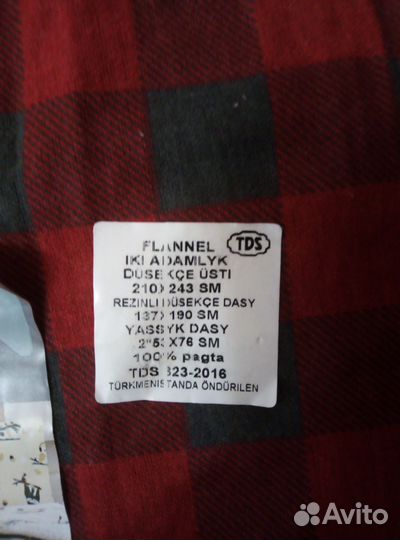 FLANNEL TDS
IKI ADAMLYK
DÜSEKÇE ÜSTI
210X243 SM
REZINLI DÜSEKÇE DASY
137X190 SM
YASSYK DASY
2*53X76 SM
100% pagta
TDS 323-2016
TÜRKMENISTANDA ÖNDÜRILEN
Avito